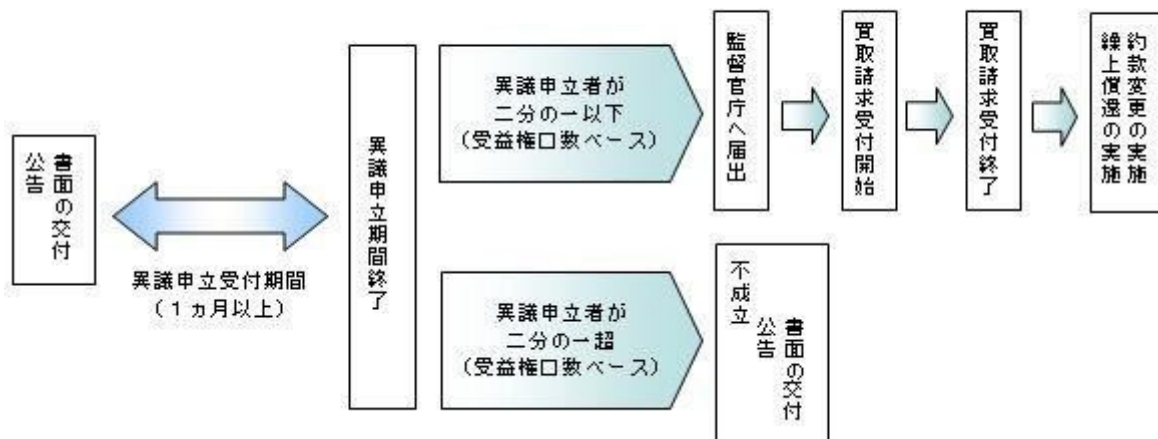 書面の交付
公告
異議申立受付期間
（１ヵ月以上）
異議申立期間終了
異議申立者が
二分の一以下
（受益権口数ベース）
監督官庁へ届出
買取請求受付開始
買取請求受付終了
約款変更の実施
繰上償還の実施
異議申立者が
二分の一超
（受益権口数ベース）
不成立
書面の交付
公告